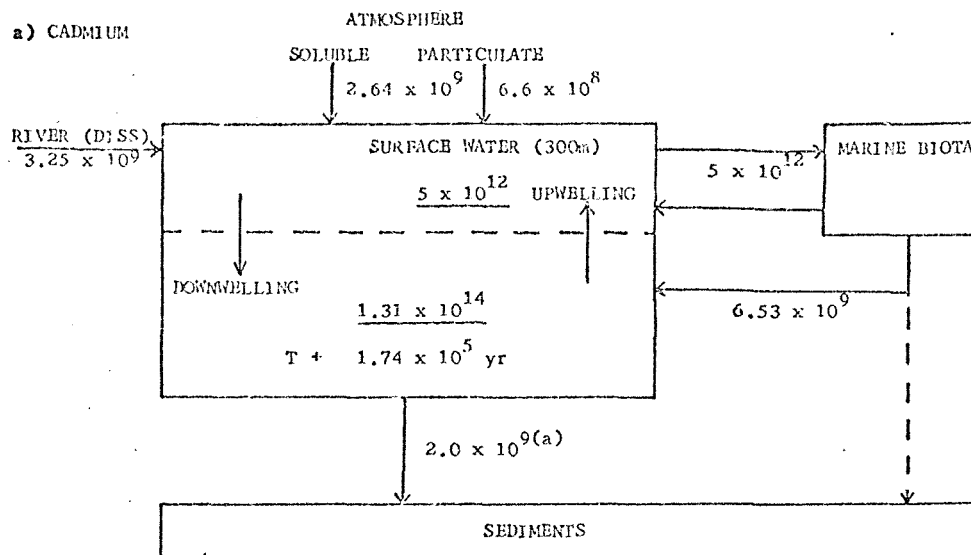 a) CADMIUM
ATMOSPHERE
SOLUBLE PARTICULATE
2.64 x 10^9 6.6 x 10^8
RIVER (DISS)
3.25 x 10^9
SURFACE WATER (300m)
5 x 10^12 UPWELLING
DOWNWELLING
1.31 x 10^14
T + 1.74 x 10^5 yr
5 x 10^12
MARINE BIOTA
6.53 x 10^9
2.0 x 10^9(a)
SEDIMENTS